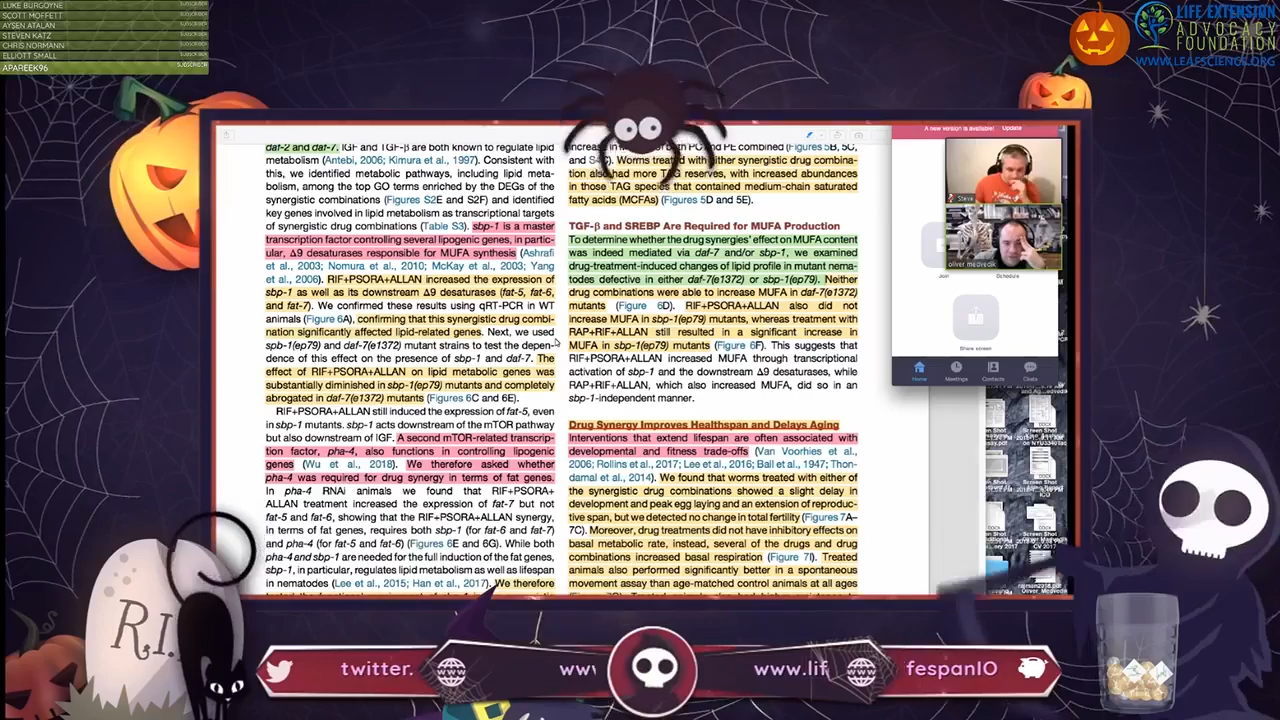 LUKE BURGOYNE SUBSCRIBER
SCOTT MOFFETT SUBSCRIBER
AYSEN ATALAN SUBSCRIBER
STEVEN KATZ SUBSCRIBER
CHRIS NORMANN SUBSCRIBER
ELLIOTT SMALL SUBSCRIBER
APAREEK96 SUBSCRIBER
LIFE EXTENSION
ADVOCACY
FOUNDATION
WWW.LEAFSCIENCE.ORG
daf-2 and daf-7. IGF and TGF-β are both known to regulate lipid
metabolism (Antebi, 2006; Kimura et al., 1997). Consistent with
this, we identified metabolic pathways, including lipid meta-
bolism, among the top GO terms enriched by the DEGs of the
synergistic combinations (Figures S2E and S2F) and identified
key genes involved in lipid metabolism as transcriptional targets
of synergistic drug combinations (Table S3). sbp-1 is a master
transcription factor controlling several lipogenic genes, in partic-
ular, Δ9 desaturases responsible for MUFA synthesis (Ashrafi
et al., 2003; Nomura et al., 2010; McKay et al., 2003; Yang
et al., 2006). RIF+PSORA+ALLAN increased the expression of
sbp-1 as well as its downstream Δ9 desaturases (fat-5, fat-6,
and fat-7). We confirmed these results using qRT-PCR in WT
animals (Figure 6A), confirming that this synergistic drug combi-
nation significantly affected lipid-related genes. Next, we used
spb-1(ep79) and daf-7(e1372) mutant strains to test the depen-
dence of this effect on the presence of sbp-1 and daf-7. The
effect of RIF+PSORA+ALLAN on lipid metabolic genes was
substantially diminished in sbp-1(ep79) mutants and completely
abrogated in daf-7(e1372) mutants (Figures 6C and 6E).
RIF+PSORA+ALLAN still induced the expression of fat-5, even
in sbp-1 mutants. sbp-1 acts downstream of the mTOR pathway
but also downstream of IGF. A second mTOR-related transcrip-
tion factor, pha-4, also functions in controlling lipogenic
genes (Wu et al., 2018). We therefore asked whether
pha-4 was required for drug synergy in terms of fat genes.
In pha-4 RNAi animals we found that RIF+PSORA+
ALLAN treatment increased the expression of fat-7 but not
fat-5 and fat-6, showing that the RIF+PSORA+ALLAN synergy,
in terms of fat genes, requires both sbp-1 (for fat-6 and fat-7)
and pha-4 (for fat-5 and fat-6) (Figures 6E and 6G). While both
pha-4 and sbp-1 are needed for the full induction of the fat genes,
sbp-1, in particular, regulates lipid metabolism as well as lifespan
in nematodes (Lee et al., 2015; Han et al., 2017). We therefore
PC and PE combined (Figures 5B, 5C,
and Worms treated with either synergistic drug combina-
tion also had more TAG reserves, with increased abundances
in those TAG species that contained medium-chain saturated
fatty acids (MCFAs) (Figures 5D and 5E).
TGF-β and SREBP Are Required for MUFA Production
To determine whether the drug synergies' effect on MUFA content
was indeed mediated via daf-7 and/or sbp-1, we examined
drug-treatment-induced changes of lipid profile in mutant nema-
todes defective in either daf-7(e1372) or sbp-1(ep79). Neither
drug combinations were able to increase MUFA in daf-7(e1372)
mutants (Figure 6D). RIF+PSORA+ALLAN also did not
increase MUFA in sbp-1(ep79) mutants, whereas treatment with
RAP+RIF+ALLAN still resulted in a significant increase in
MUFA in sbp-1(ep79) mutants (Figure 6F). This suggests that
RIF+PSORA+ALLAN increased MUFA through transcriptional
activation of sbp-1 and the downstream Δ9 desaturases, while
RAP+RIF+ALLAN, which also increased MUFA, did so in an
sbp-1-independent manner.
Drug Synergy Improves Healthspan and Delays Aging
Interventions that extend lifespan are often associated with
developmental and fitness trade-offs (Van Voorhies et al.,
2006; Rollins et al., 2017; Lee et al., 2016; Ball et al., 1947; Thon-
damal et al., 2014). We found that worms treated with either of
the synergistic drug combinations showed a slight delay in
development and peak egg laying and an extension of reproduc-
tive span, but we detected no change in total fertility (Figures 7A–
7C). Moreover, drug treatments did not have inhibitory effects on
basal metabolic rate, instead, several of the drugs and drug
combinations increased basal respiration (Figure 7I). Treated
animals also performed significantly better in a spontaneous
movement assay than age-matched control animals at all ages
A new version is available! Update
Steve
oliver medvedik
Join
Schedule
Share screen
Home Meetings Contacts Chats
Screen Shot
DOCX
CV 2017
R.I.P
twitter.
www
www.lif
fespanIO